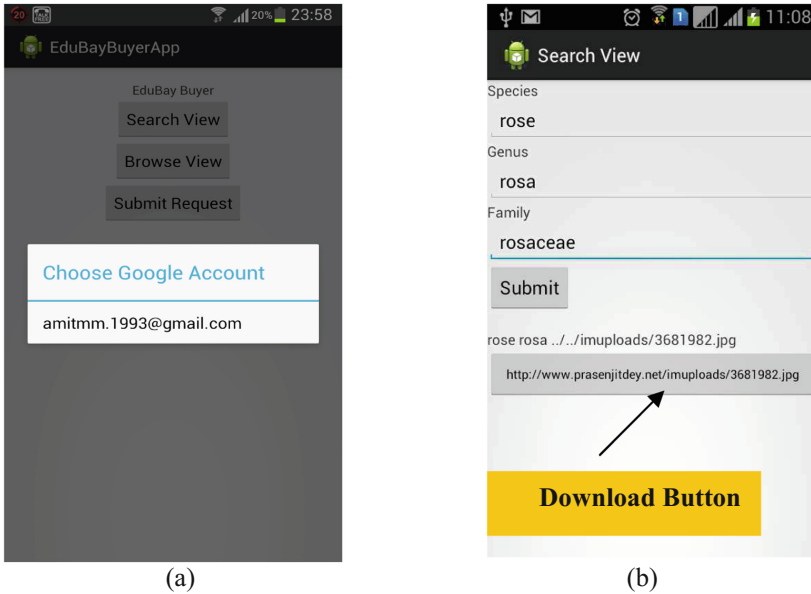 20% 23:58
EduBayBuyerApp
EduBay Buyer
Search View
Browse View
Submit Request
Choose Google Account
amitmm.1993@gmail.com
(a)
11:08
Search View
Species
rose
Genus
rosa
Family
rosaceae
Submit
rose rosa ../../imuploads/3681982.jpg
http://www.prasenjitdey.net/imuploads/3681982.jpg
Download Button
(b)